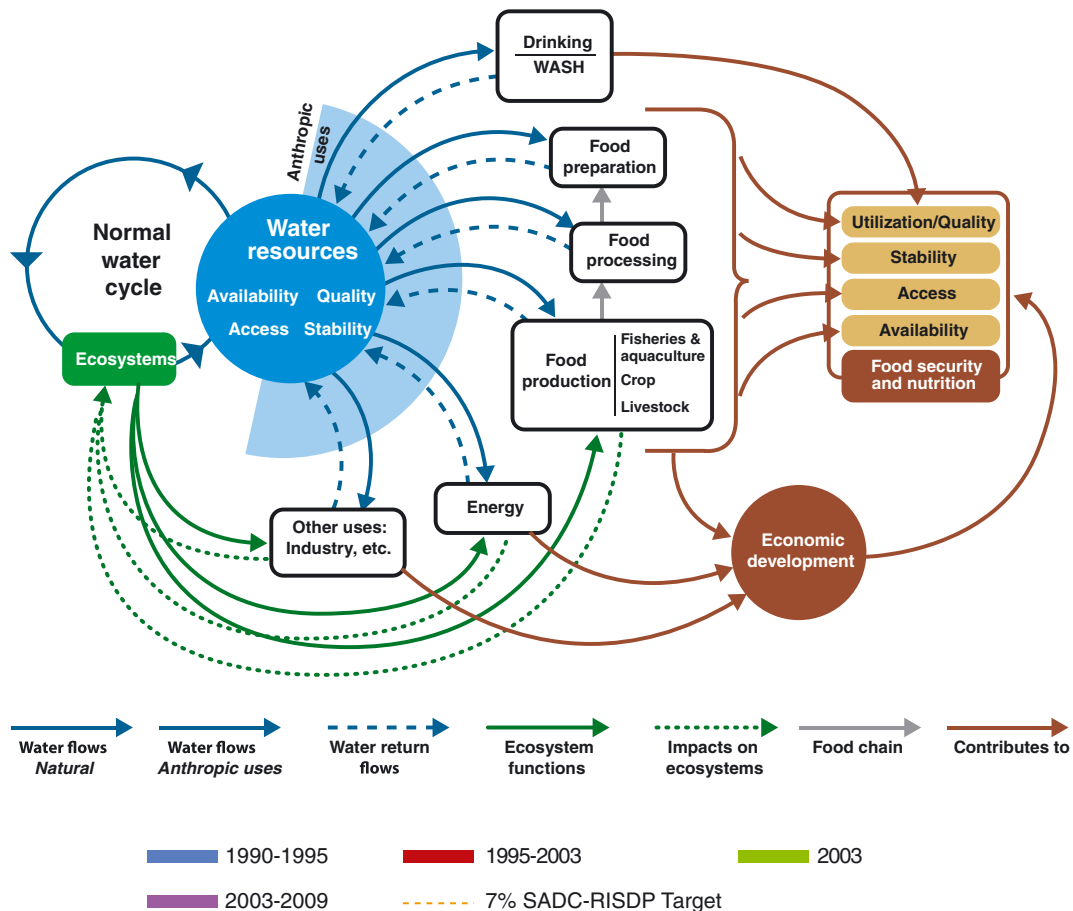 Drinking
WASH
Anthropic
uses
Food
preparation
Normal
water
cycle
Water
resources
Availability Quality
Access Stability
Food
processing
Utilization/Quality
Stability
Access
Availability
Food security
and nutrition
Ecosystems
Food
production
Fisheries &
aquaculture
Crop
Livestock
Energy
Other uses:
Industry, etc.
Economic
development
Water flows
Natural
Water flows
Anthropic uses
Water return
flows
Ecosystem
functions
Impacts on
ecosystems
Food chain
Contributes to
1990-1995
1995-2003
2003
2003-2009
7% SADC-RISDP Target